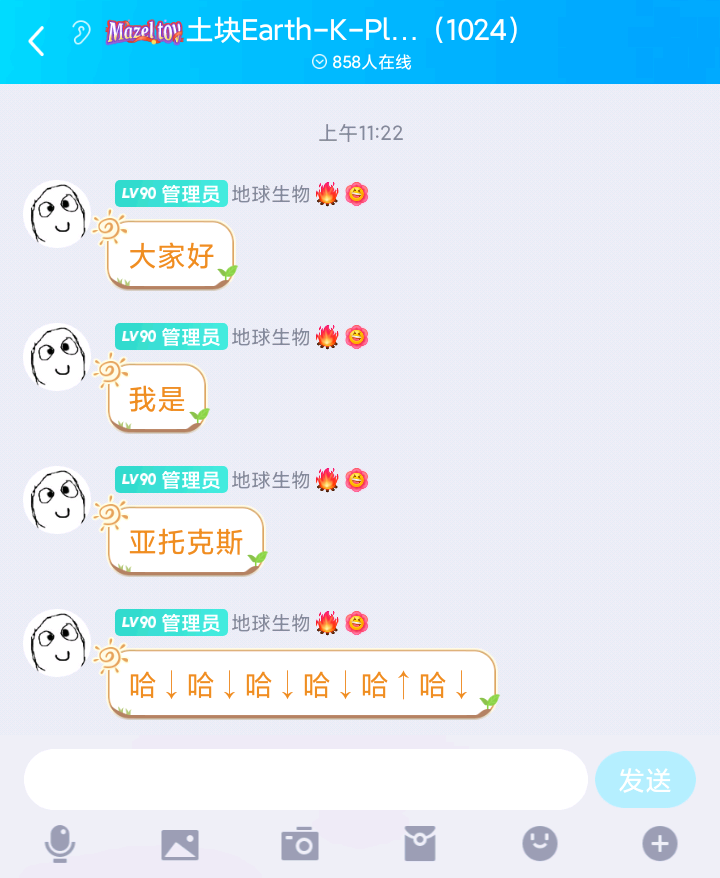 Mazel toy 土块Earth-K-Pl...（1024）
858人在线
上午11:22
LV90 管理员 地球生物
大家好
LV90 管理员 地球生物
我是
LV90 管理员 地球生物
亚托克斯
LV90 管理员 地球生物
哈↓哈↓哈↓哈↓哈↑哈↓
发送